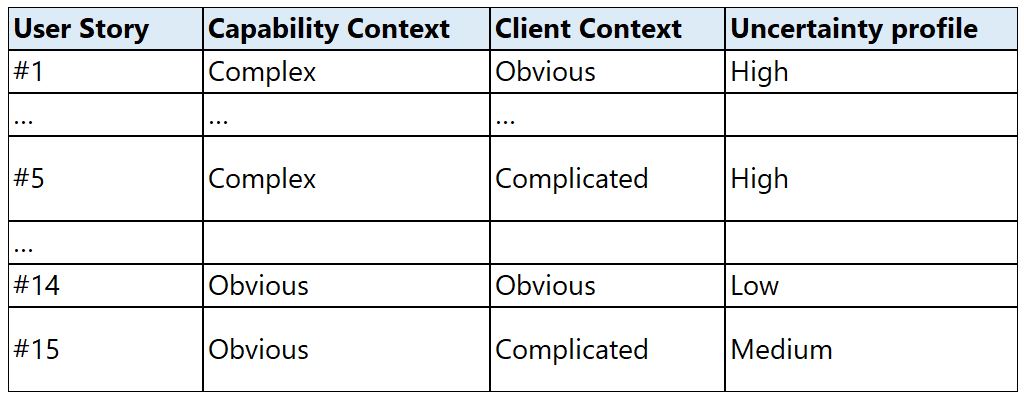 User Story Capability Context Client Context Uncertainty profile
#1 Complex Obvious High
... ... ...
#5 Complex Complicated High
...
#14 Obvious Obvious Low
#15 Obvious Complicated Medium